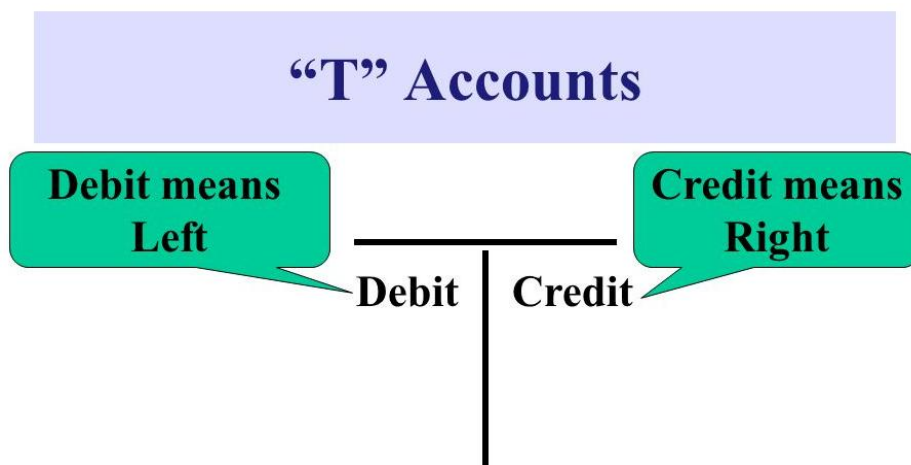 “T” Accounts
Debit means
Left
Credit means
Right
Debit
Credit